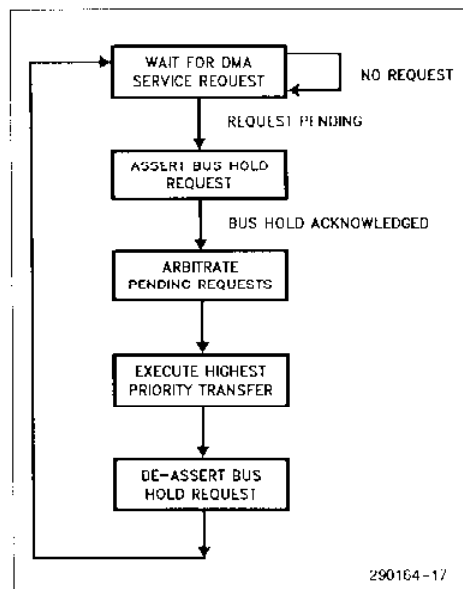 WAIT FOR DMA
SERVICE REQUEST
NO REQUEST
REQUEST PENDING
ASSERT BUS HOLD
REQUEST
BUS HOLD ACKNOWLEDGED
ARBITRATE
PENDING REQUESTS
EXECUTE HIGHEST
PRIORITY TRANSFER
DE-ASSERT BUS
HOLD REQUEST
290164-17